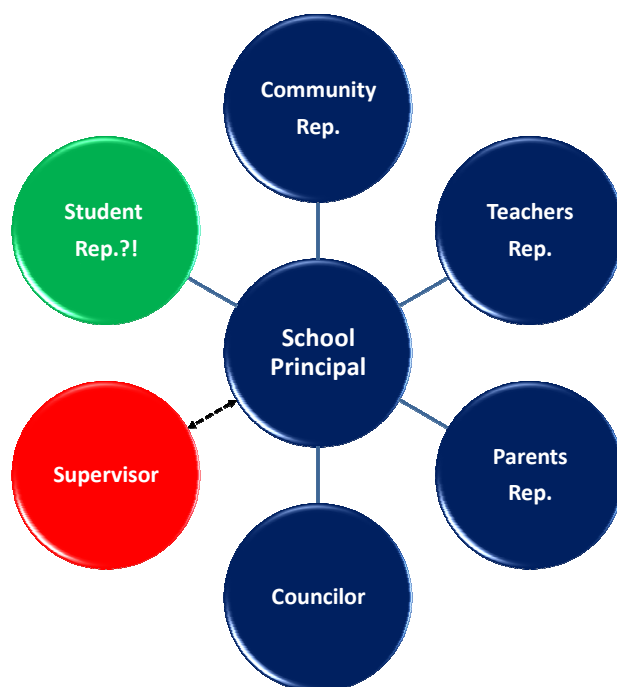 Community
Rep.
Student
Rep.?!
Teachers
Rep.
School
Principal
Supervisor
Parents
Rep.
Councilor